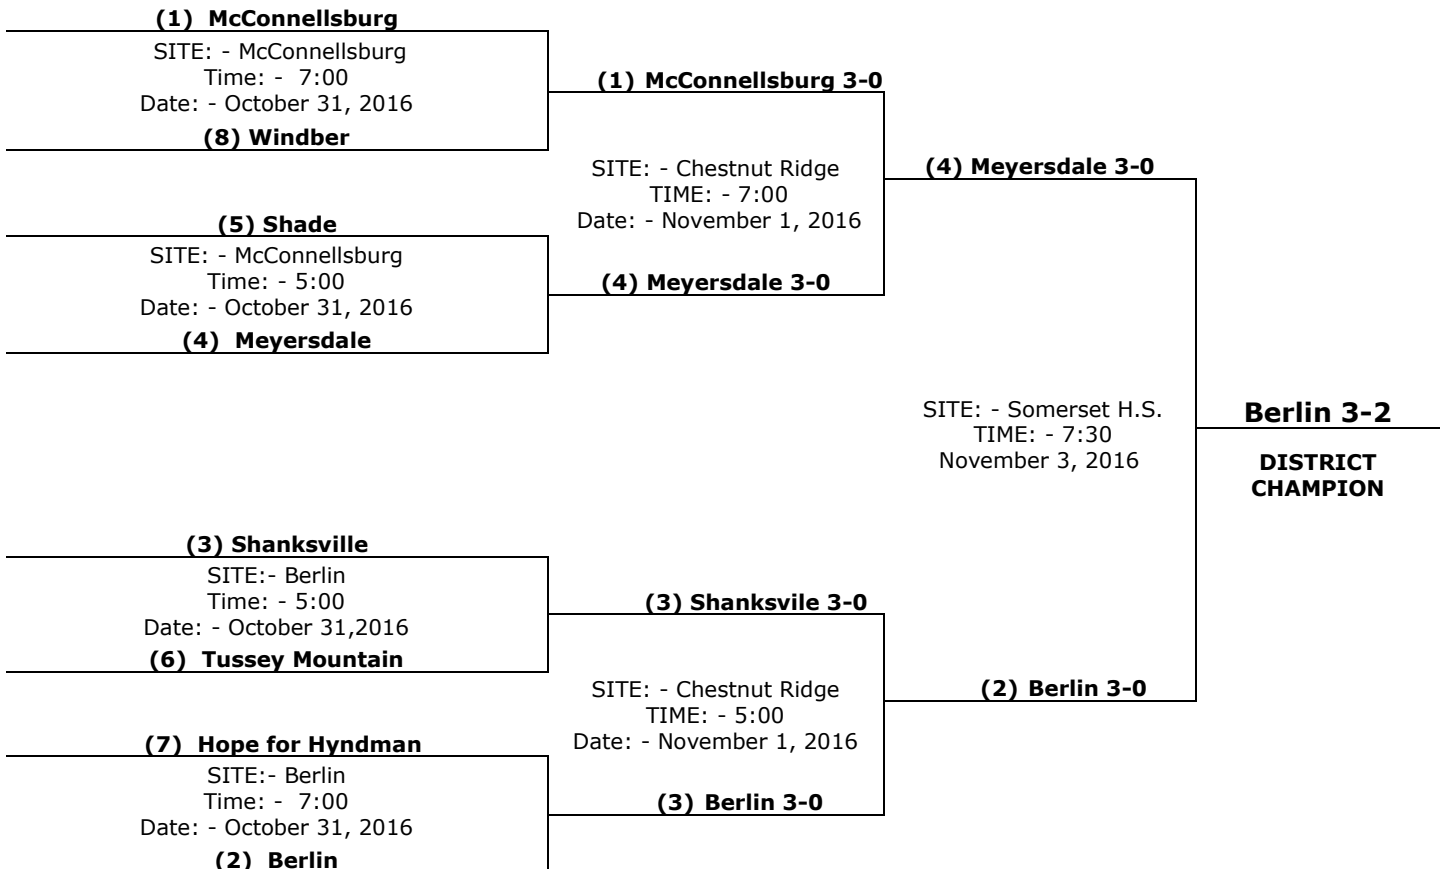 (1) McConnellsburg
SITE: - McConnellsburg
Time: - 7:00
Date: - October 31, 2016
(8) Windber
(5) Shade
SITE: - McConnellsburg
Time: - 5:00
Date: - October 31, 2016
(4) Meyersdale
(3) Shanksville
SITE:- Berlin
Time: - 5:00
Date: - October 31,2016
(6) Tussey Mountain
(7) Hope for Hyndman
SITE:- Berlin
Time: - 7:00
Date: - October 31, 2016
(2) Berlin
(1) McConnellsburg 3-0
SITE: - Chestnut Ridge
TIME: - 7:00
Date: - November 1, 2016
(4) Meyersdale 3-0
(3) Shanksvile 3-0
SITE: - Chestnut Ridge
TIME: - 5:00
Date: - November 1, 2016
(3) Berlin 3-0
(4) Meyersdale 3-0
SITE: - Somerset H.S.
TIME: - 7:30
November 3, 2016
(2) Berlin 3-0
Berlin 3-2
DISTRICT
CHAMPION